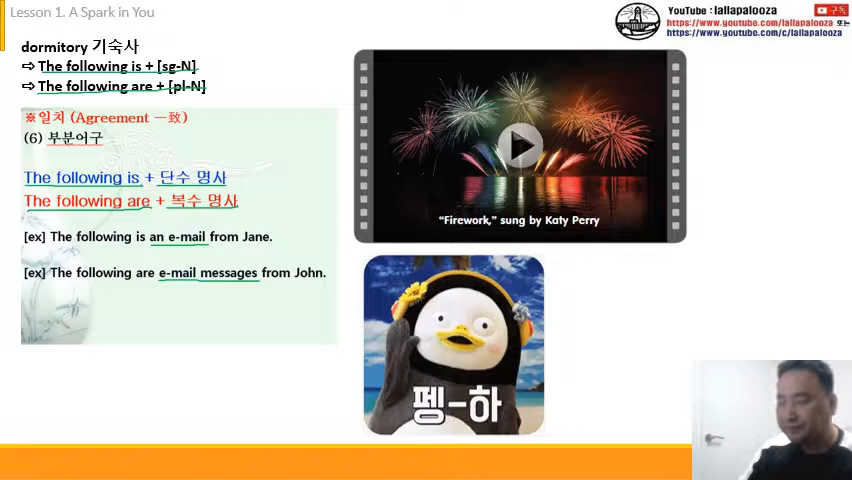 Lesson 1. A Spark in You
YouTube : lallapalooza
구독
https://www.youtube.com/lallapalooza 또는
http://www.youtube.com/c/lallapalooza
dormitory 기숙사
⇨ The following is + [sg-N]
⇨ The following are + [pl-N]
※일치 (Agreement 一致)
(6) 부분어구
The following is + 단수 명사
The following are + 복수 명사
[ex] The following is an e-mail from Jane.
[ex] The following are e-mail messages from John.
“Firework,” sung by Katy Perry
펭-하